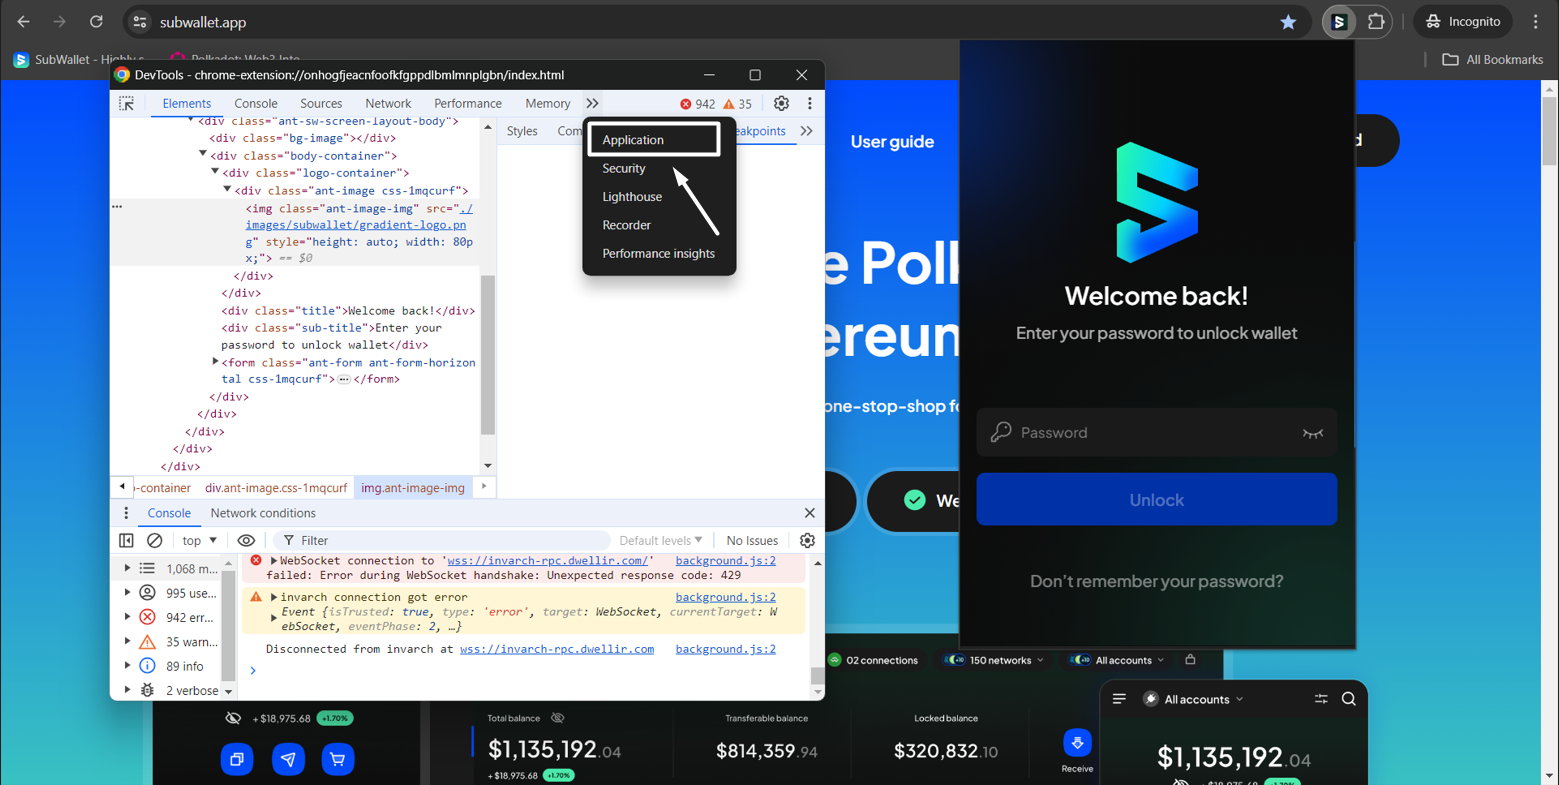 subwallet.app
Incognito
SubWallet - Highly s
Polkadot: Web3 Inte
All Bookmarks
DevTools - chrome-extension://onhogfjeacnfoofkfgppdlbmlmnplgbn/index.html
Elements
Console
Sources
Network
Performance
Memory
942
35
<div class="ant-sw-screen-layout-body">
<div class="bg-image"></div>
<div class="body-container">
<div class="logo-container">
<div class="ant-image css-1mqcurf">
<img class="ant-image-img" src="./
images/subwallet/gradient-logo.pn
g" style="height: auto; width: 80p
x;"> == $0
</div>
</div>
<div class="title">Welcome back!</div>
<div class="sub-title">Enter your
password to unlock wallet</div>
<form class="ant-form ant-form-horizon
tal css-1mqcurf">…</form>
</div>
</div>
</div>
</div>
</div>
-container
div.ant-image.css-1mqcurf
img.ant-image-img
Styles
Com
eakpoints
Application
Security
Lighthouse
Recorder
Performance insights
Console
Network conditions
top
Filter
Default levels
No Issues
1,068 m...
995 use...
942 err...
35 warn...
89 info
2 verbose
WebSocket connection to 'wss://invarch-rpc.dwellir.com/' background.js:2
failed: Error during WebSocket handshake: Unexpected response code: 429
invarch connection got error background.js:2
Event {isTrusted: true, type: 'error', target: WebSocket, currentTarget: W
ebSocket, eventPhase: 2, …}
Disconnected from invarch at wss://invarch-rpc.dwellir.com background.js:2
User guide
d
e Polk
ereum
one-stop-shop fo
We
Welcome back!
Enter your password to unlock wallet
Password
Unlock
Don't remember your password?
02 connections
150 networks
All accounts
+ $18,975.68 +1.70%
Total balance
$1,135,192.04
+ $18,975.68 +1.70%
Transferable balance
$814,359.94
Locked balance
$320,832.10
Receive
All accounts
$1,135,192.04